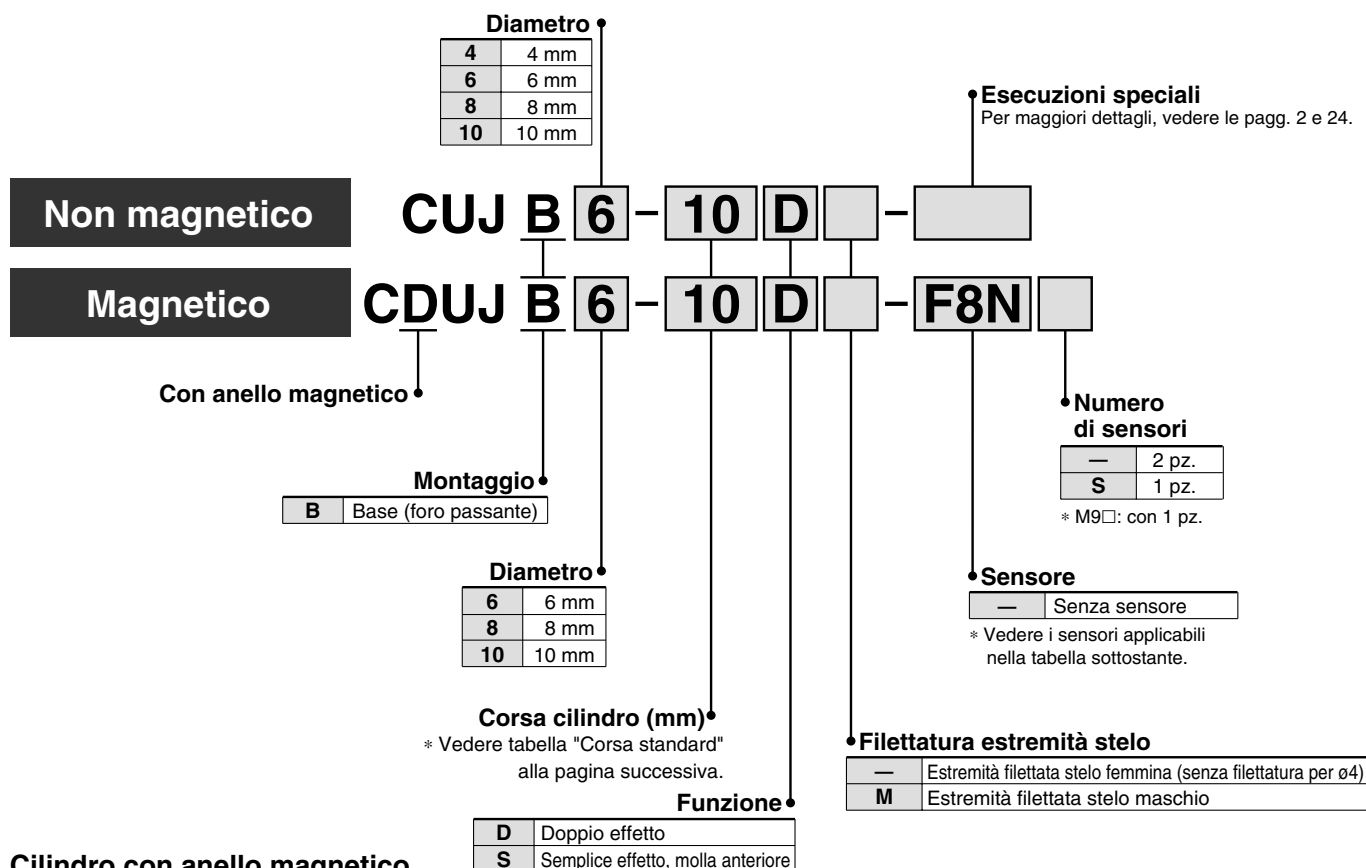 Diametro
4 4 mm
6 6 mm
8 8 mm
10 10 mm
Esecuzioni speciali
Per maggiori dettagli, vedere le pagg. 2 e 24.
Non magnetico CUJ B 6 – 10 D –
Magnetico CDUJ B 6 – 10 D – F8N
Con anello magnetico
Numero
di sensori
— 2 pz.
S 1 pz.
∗ M9□: con 1 pz.
Montaggio
B Base (foro passante)
Diametro
6 6 mm
8 8 mm
10 10 mm
Sensore
— Senza sensore
∗ Vedere i sensori applicabili
nella tabella sottostante.
Corsa cilindro (mm)
∗ Vedere tabella "Corsa standard"
alla pagina successiva.
Filettatura estremità stelo
— Estremità filettata stelo femmina (senza filettatura per ø4)
M Estremità filettata stelo maschio
Funzione
D Doppio effetto
S Semplice effetto, molla anteriore
Cilindro con anello magnetico